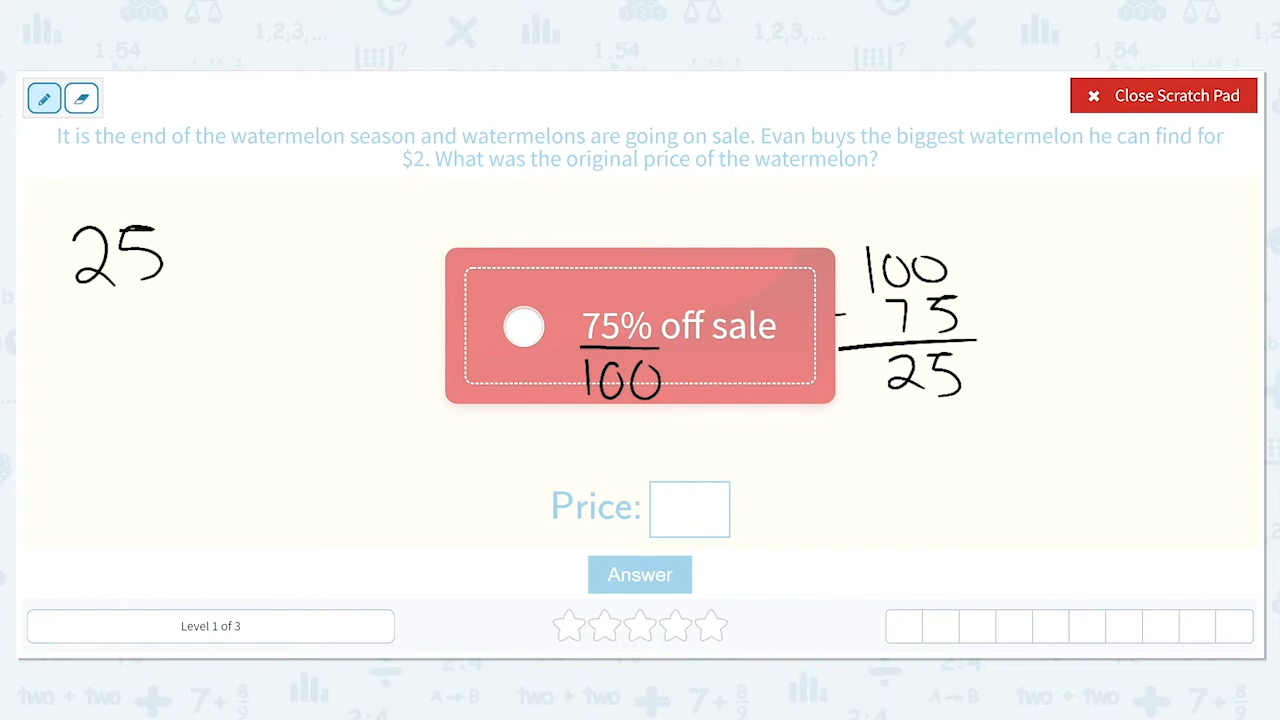 Close Scratch Pad
It is the end of the watermelon season and watermelons are going on sale. Evan buys the biggest watermelon he can find for
$2. What was the original price of the watermelon?
25
75% off sale
100
100
- 75
25
Price:
Answer
Level 1 of 3